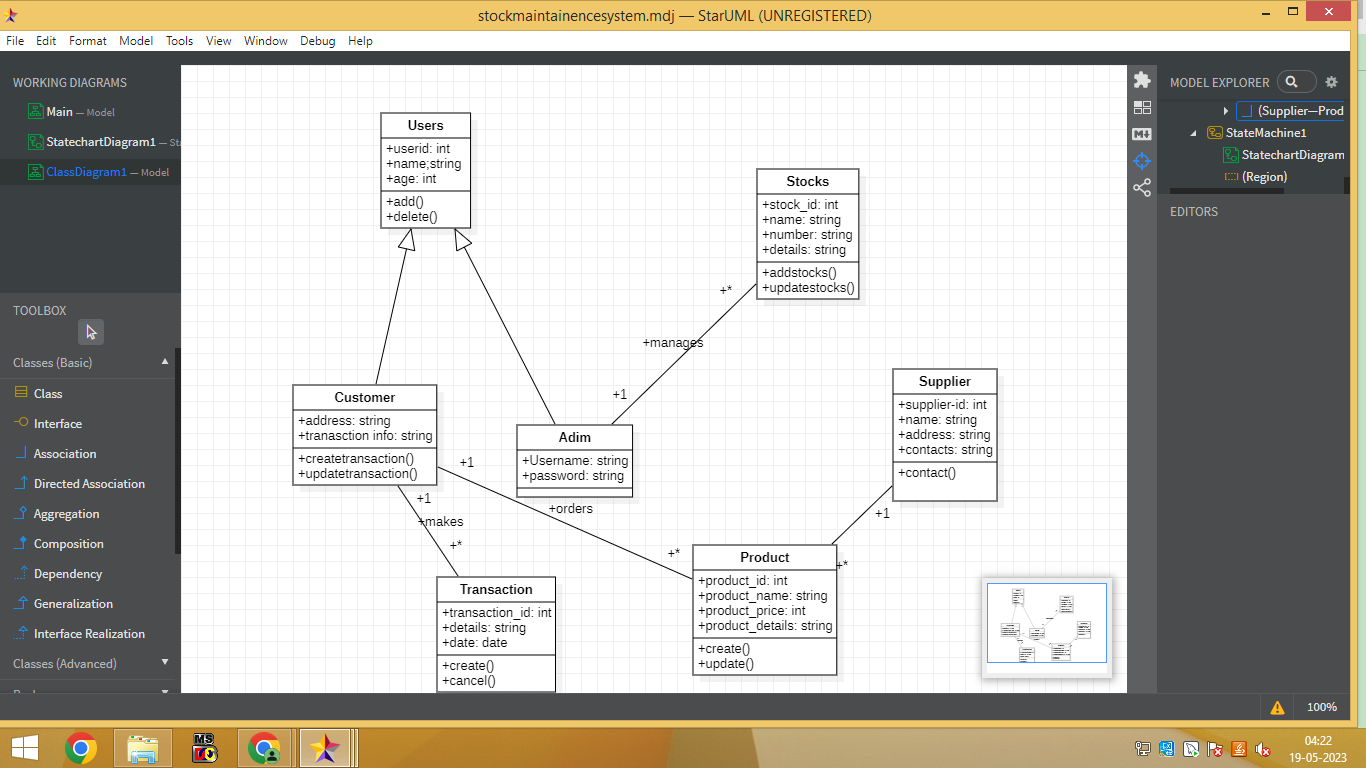 stockmaintainencesystem.mdj — StarUML (UNREGISTERED)
File Edit Format Model Tools View Window Debug Help
WORKING DIAGRAMS
Main — Model
StatechartDiagram1 — St
ClassDiagram1 — Model
TOOLBOX
Classes (Basic)
Class
Interface
Association
Directed Association
Aggregation
Composition
Dependency
Generalization
Interface Realization
Classes (Advanced)
Users
+userid: int
+name;string
+age: int
+add()
+delete()
Stocks
+stock_id: int
+name: string
+number: string
+details: string
+addstocks()
+updatestocks()
+*
+manages
+1
Customer
+address: string
+tranasction info: string
+createtransaction()
+updatetransaction()
Adim
+Username: string
+password: string
Supplier
+supplier-id: int
+name: string
+address: string
+contacts: string
+contact()
+1
+orders
+*
+1
+makes
+*
+1
+*
Transaction
+transaction_id: int
+details: string
+date: date
+create()
+cancel()
Product
+product_id: int
+product_name: string
+product_price: int
+product_details: string
+create()
+update()
M
MODEL EXPLORER
(Supplier—Prod
StateMachine1
StatechartDiagram
(Region)
EDITORS
100%
MS
04:22
19-05-2023